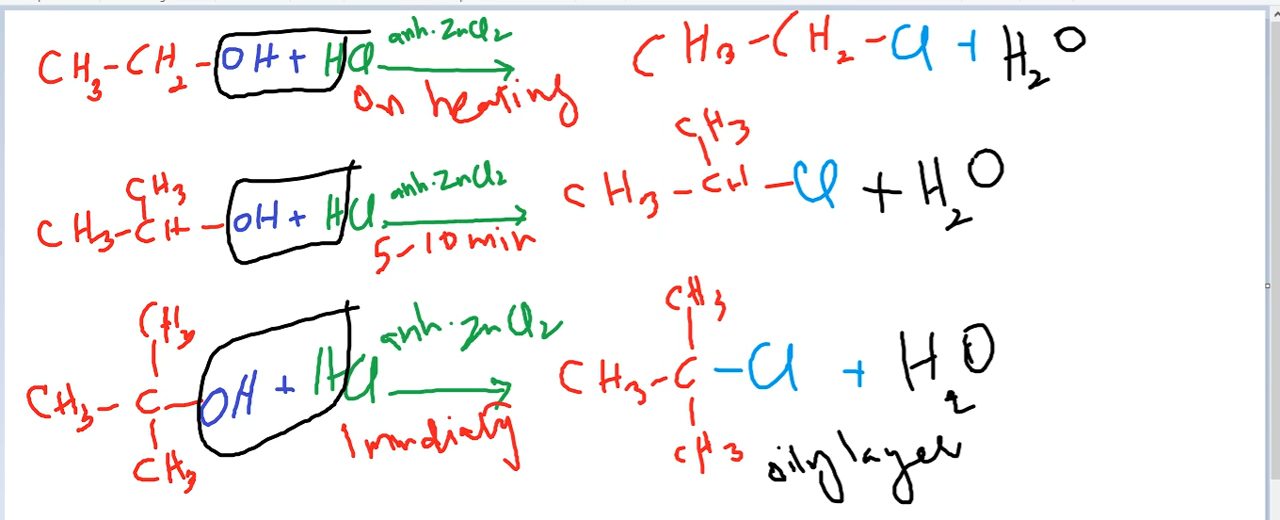 CH₃-CH₂-OH + HCl anh. ZnCl₂ On heating CH₃-CH₂-Cl + H₂O
CH₃
CH₃-CH-OH + HCl anh. ZnCl₂ 5-10 min CH₃-CH-Cl + H₂O
CH₃
CH₃
CH₃-C-OH + HCl anh. ZnCl₂ Immdiatly CH₃-C-Cl + H₂O
CH₃
CH₃
CH₃
oily layer